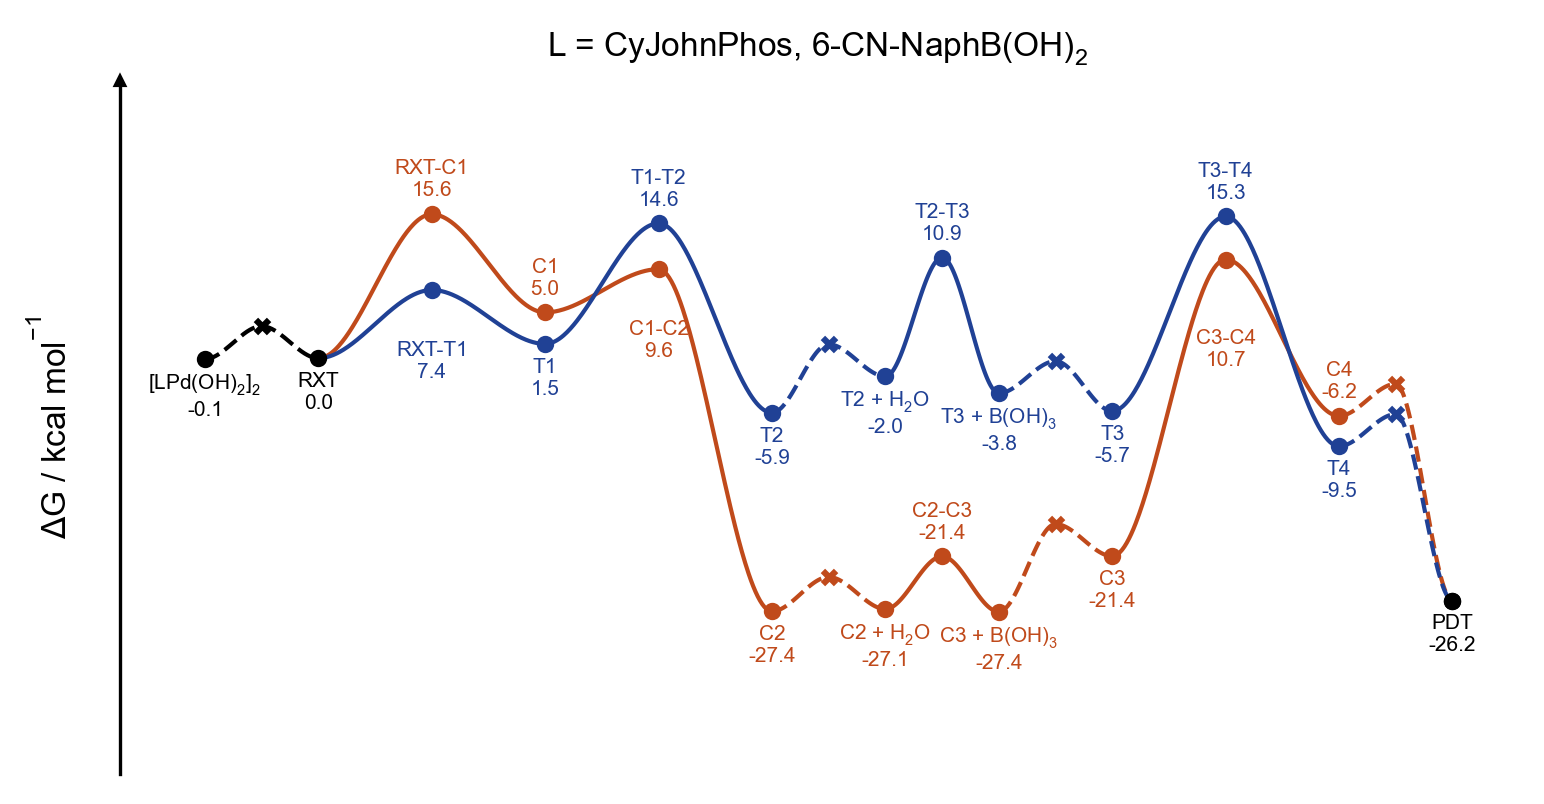 L = CyJohnPhos, 6-CN-NaphB(OH)₂
ΔG / kcal mol⁻¹
[LPd(OH)₂]₂
-0.1
RXT
0.0
RXT-C1
15.6
RXT-T1
7.4
C1
5.0
T1
1.5
T1-T2
14.6
C1-C2
9.6
T2
-5.9
C2
-27.4
T2 + H₂O
-2.0
C2 + H₂O
-27.1
T2-T3
10.9
C2-C3
-21.4
T3 + B(OH)₃
-3.8
C3 + B(OH)₃
-27.4
T3
-5.7
C3
-21.4
T3-T4
15.3
C3-C4
10.7
C4
-6.2
T4
-9.5
PDT
-26.2